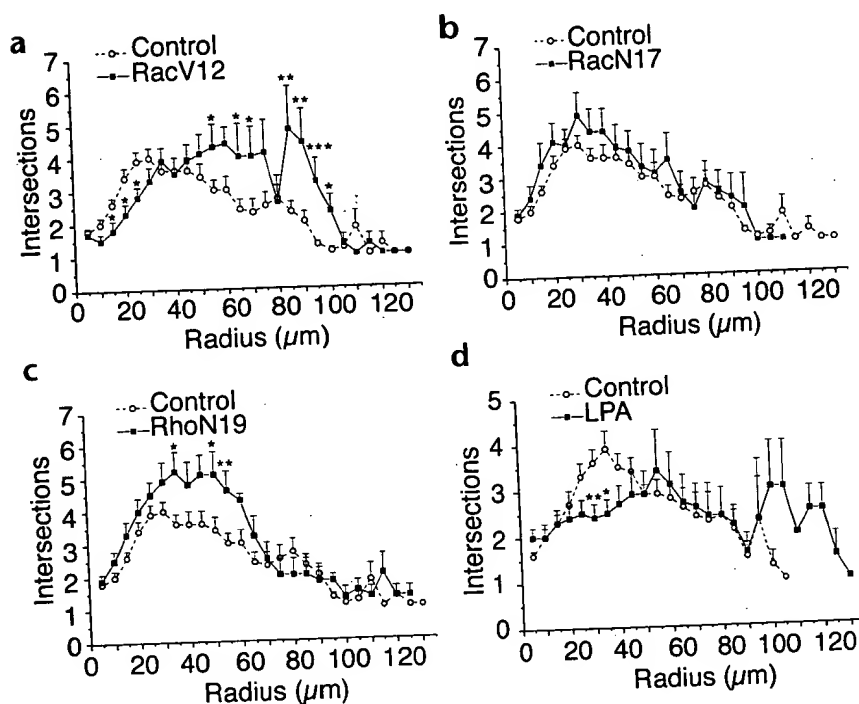 a
Control
RacV12
7
6
5
4
3
2
1
0
Intersections
* * * * * * ** ** *** *
0 20 40 60 80 100 120
Radius (μm)
b
Control
RacN17
7
6
5
4
3
2
1
0
Intersections
0 20 40 60 80 100 120
Radius (μm)
c
Control
RhoN19
7
6
5
4
3
2
1
0
Intersections
* * **
0 20 40 60 80 100 120
Radius (μm)
d
Control
LPA
5
4
3
2
1
0
Intersections
** *
0 20 40 60 80 100 120
Radius (μm)